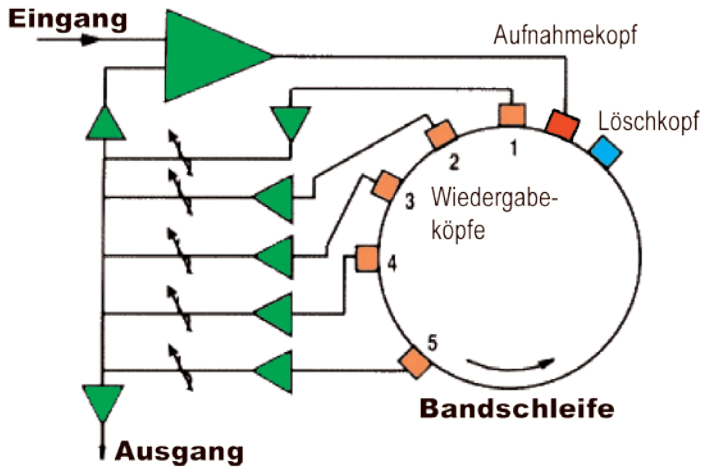 Eingang
Aufnahmekopf
Löschkopf
1
2
3
Wiedergabe-
köpfe
4
5
Bandschleife
Ausgang